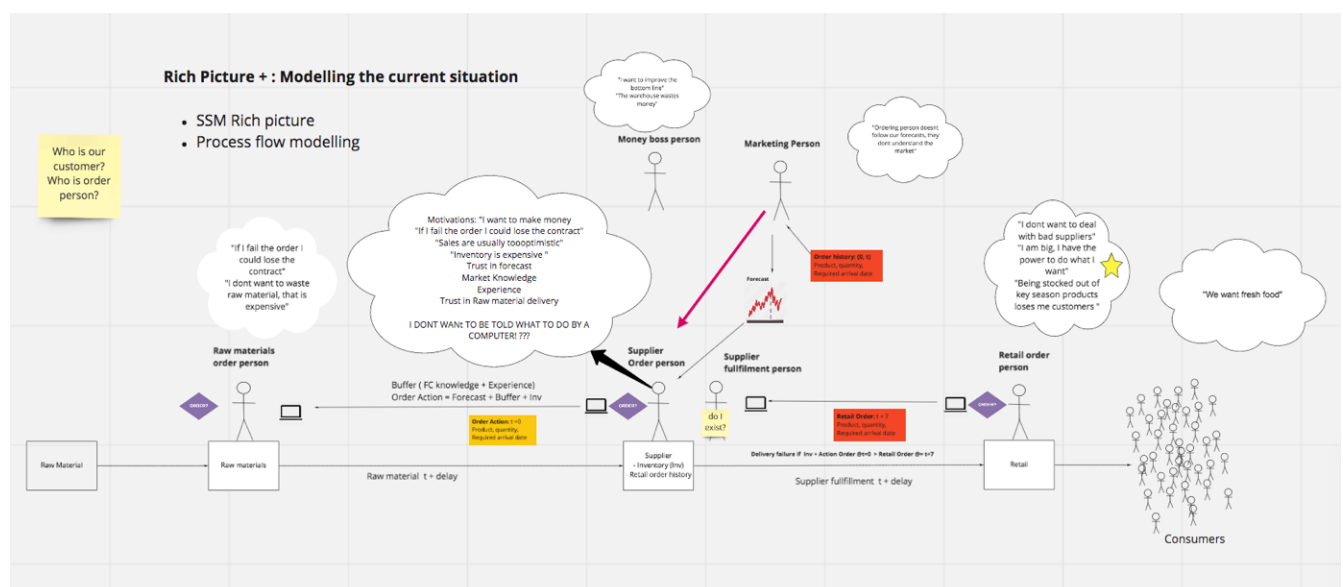 Rich Picture + : Modelling the current situation
• SSM Rich picture
• Process flow modelling
Who is our
customer?
Who is order
person?
"I want to improve the
bottom line"
"The warehouse wastes
money"
Money boss person
Marketing Person
"Ordering person doesnt
follow our forecasts, they
dont understand the
market"
"If I fail the order I
could lose the
contract"
"I dont want to waste
raw material, that is
expensive"
Motivations: "I want to make money
"If I fail the order I could lose the contract"
"Sales are usually toooptimistic"
"Inventory is expensive "
Trust in forecast
Market Knowledge
Experience
Trust in Raw material delivery
I DONT WANt TO BE TOLD WHAT TO DO BY A
COMPUTER! ???
Order history: (0, t)
Product, quantity,
Required arrival date
Forecast
"I dont want to deal
with bad suppliers"
"I am big, I have the
power to do what I
want"
"Being stocked out of
key season products
loses me customers "
"We want fresh food"
Raw materials
order person
Supplier
Order person
Supplier
fullfilment person
Retail order
person
ORDER?
Buffer ( FC knowledge + Experience)
Order Action = Forecast + Buffer + Inv
ORDER?
ORDER?
Order Action: t =0
Product, quantity,
Required arrival date
do I
exist?
Retail Order: t + 7
Product, quantity,
Required arrival date
Raw Material
Raw materials
Raw material t + delay
Supplier
- Inventory (Inv)
- Retail order history
Delivery failure if Inv + Action Order @t=0 > Retail Order @= t+7
Supplier fullfillment t + delay
Retail
Consumers